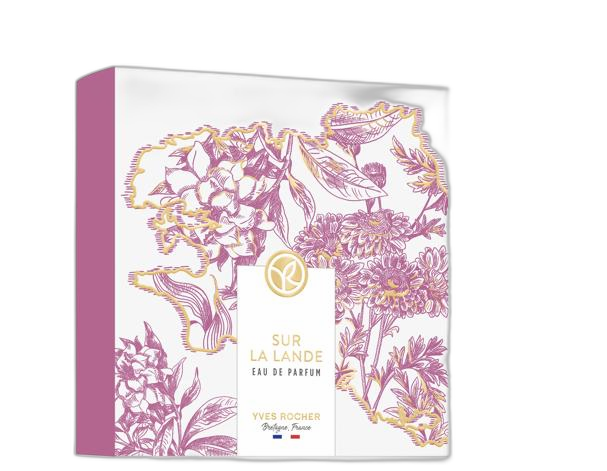 SUR
LA LANDE
EAU DE PARFUM
YVES ROCHER
Bretagne, France